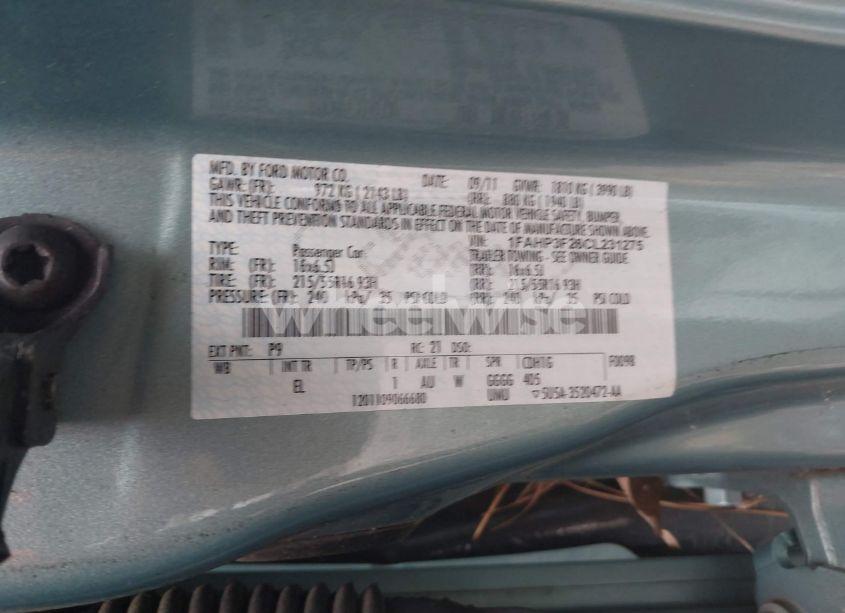 MFD. BY FORD MOTOR CO. DATE: 09/11 GVWR: 1810 KG ( 3990 LB)
GAWR: (FR): 972 KG ( 2143 LB) (RR): 880 KG ( 1940 LB)
THIS VEHICLE CONFORMS TO ALL APPLICABLE FEDERAL MOTOR VEHICLE SAFETY, BUMPER,
AND THEFT PREVENTION STANDARDS IN EFFECT ON THE DATE OF MANUFACTURE SHOWN ABOVE.
VIN: 1FAHP3F26CL231275
TYPE: Passenger Car TRAILER TOWING - SEE OWNER GUIDE
RIM: (FR): 16x6.5J (RR): 16x6.5J
TIRE: (FR): 215/55R16 93H (RR): 215/55R16 93H
PRESSURE: (FR): 240 kPa/ 35 PSI COLD (RR): 240 kPa/ 35 PSI COLD
wheelwise
EXT PNT: P9 RC: 21 DSO:
WB INT TR TP/PS R AXLE TR SPR CDH1G F0098
EL 1 AU W GGGG 405
1201109066680 UMU ▽5U5A-3520472-AA